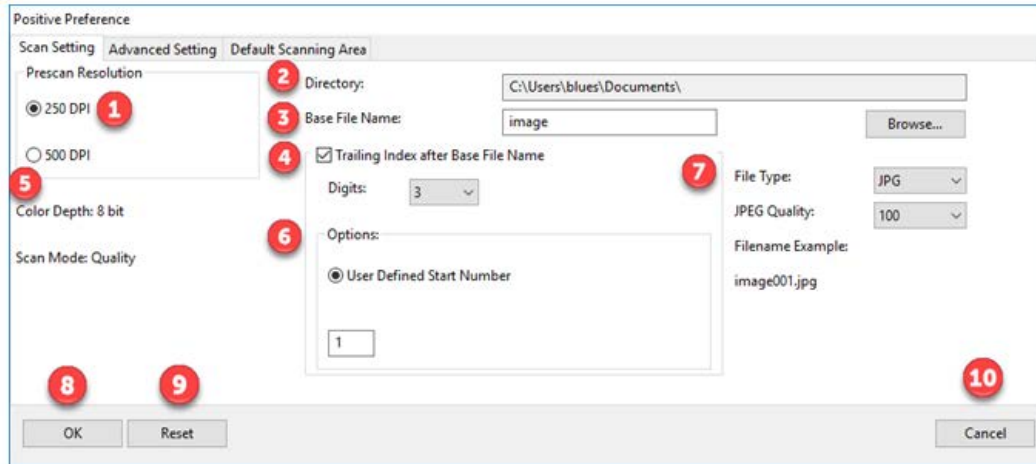 Positive Preference
Scan Setting Advanced Setting Default Scanning Area
Prescan Resolution
250 DPI 1
500 DPI
5
Color Depth: 8 bit
Scan Mode: Quality
2 Directory: C:\Users\blues\Documents\
3 Base File Name: image Browse...
4 Trailing Index after Base File Name
Digits: 3
6 Options:
User Defined Start Number
1
7
File Type: JPG
JPEG Quality: 100
Filename Example:
image001.jpg
8 9 10
OK Reset Cancel